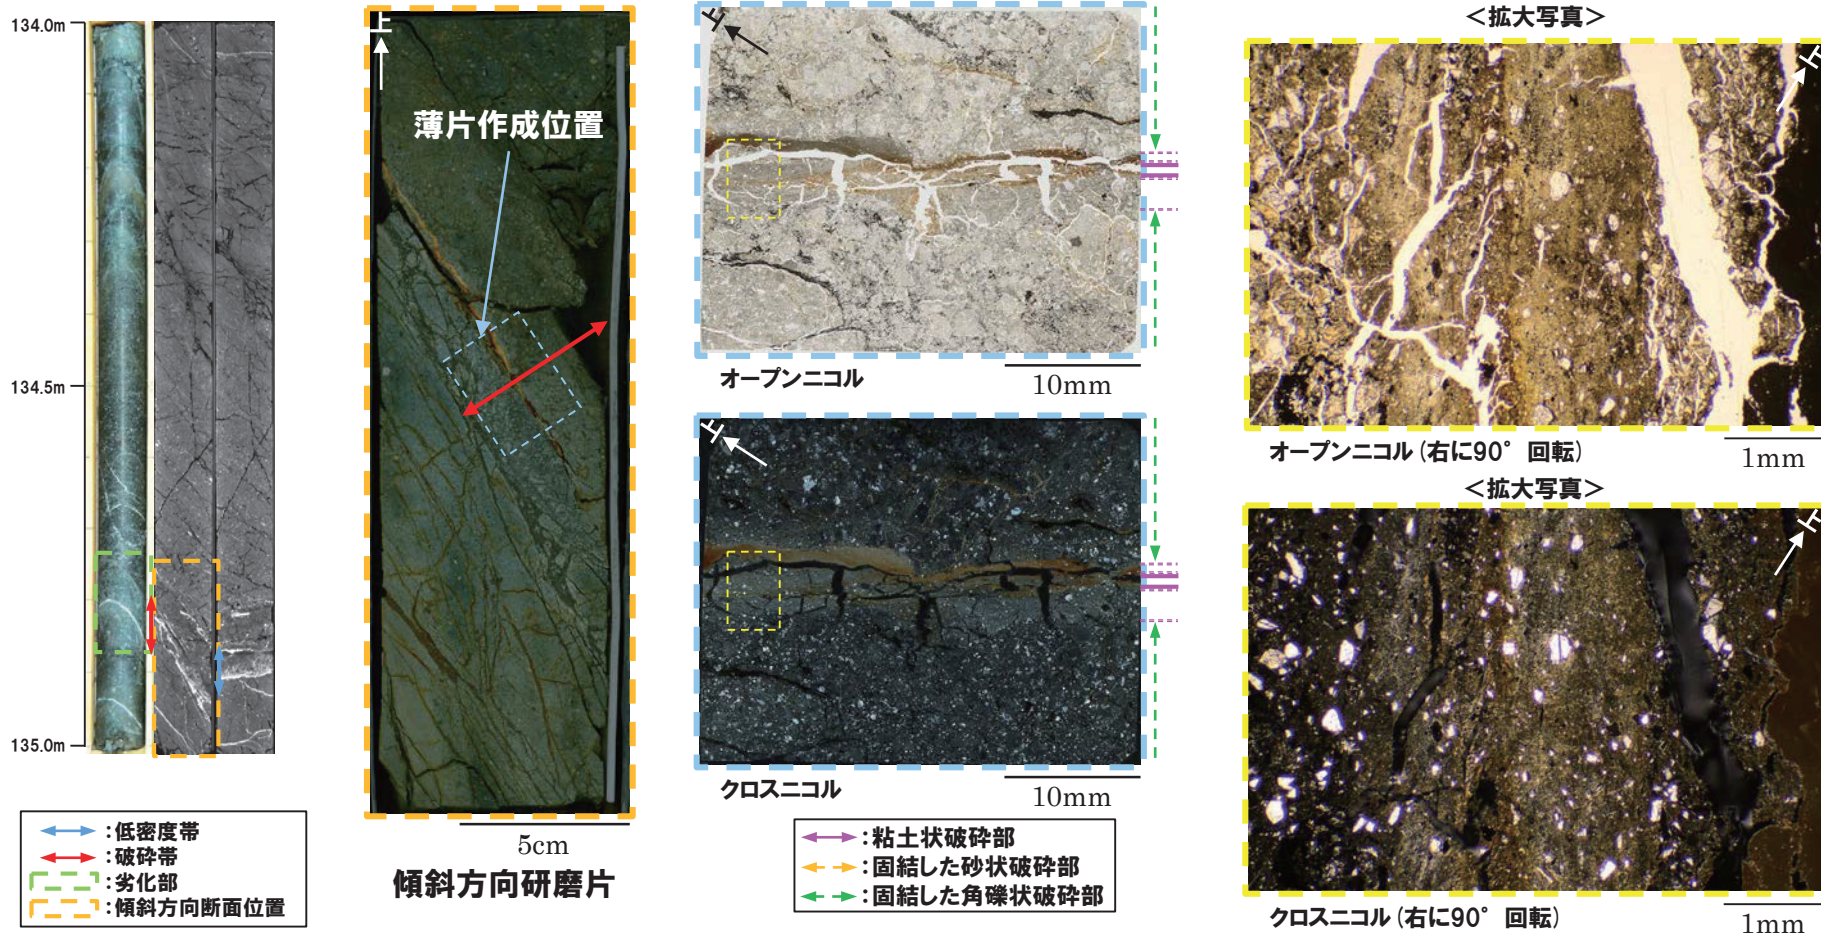 134.0m
134.5m
135.0m
:低密度帯
:破砕帯
:劣化部
:傾斜方向断面位置
上
薄片作成位置
5cm
傾斜方向研磨片
上
オープンニコル
10mm
上
クロスニコル
10mm
:粘土状破砕部
:固結した砂状破砕部
:固結した角礫状破砕部
<拡大写真>
上
オープンニコル(右に90°回転)
1mm
<拡大写真>
上
クロスニコル(右に90°回転)
1mm